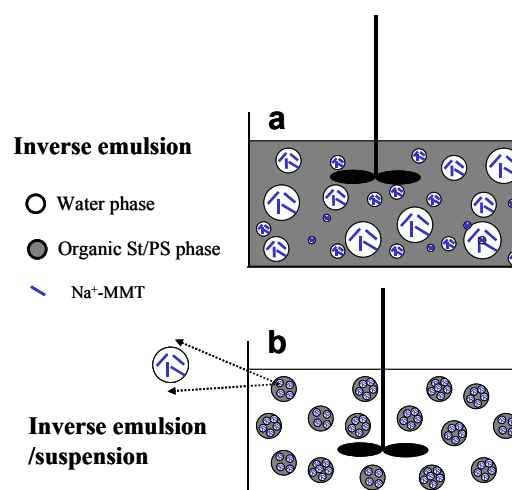 a
Inverse emulsion
Water phase
Organic St/PS phase
Na⁺-MMT
b
Inverse emulsion
/suspension